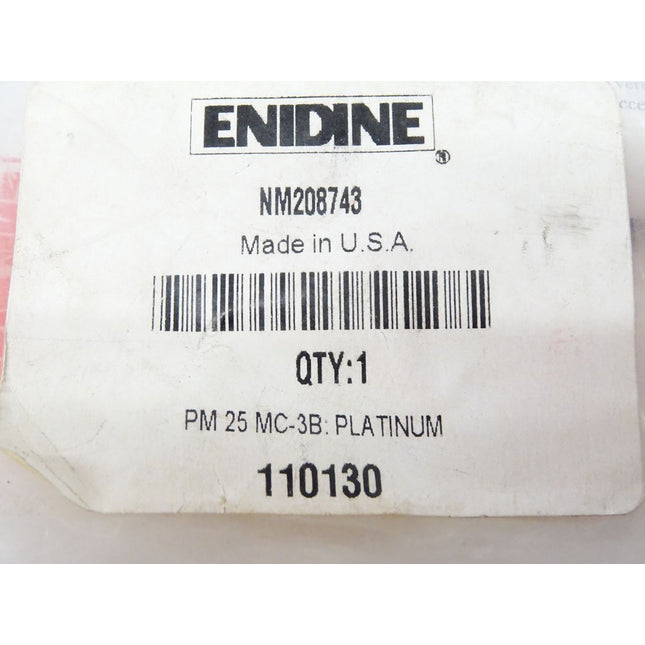 ENIDINE®
NM208743
Made in U.S.A.
QTY:1
PM 25 MC-3B: PLATINUM
110130